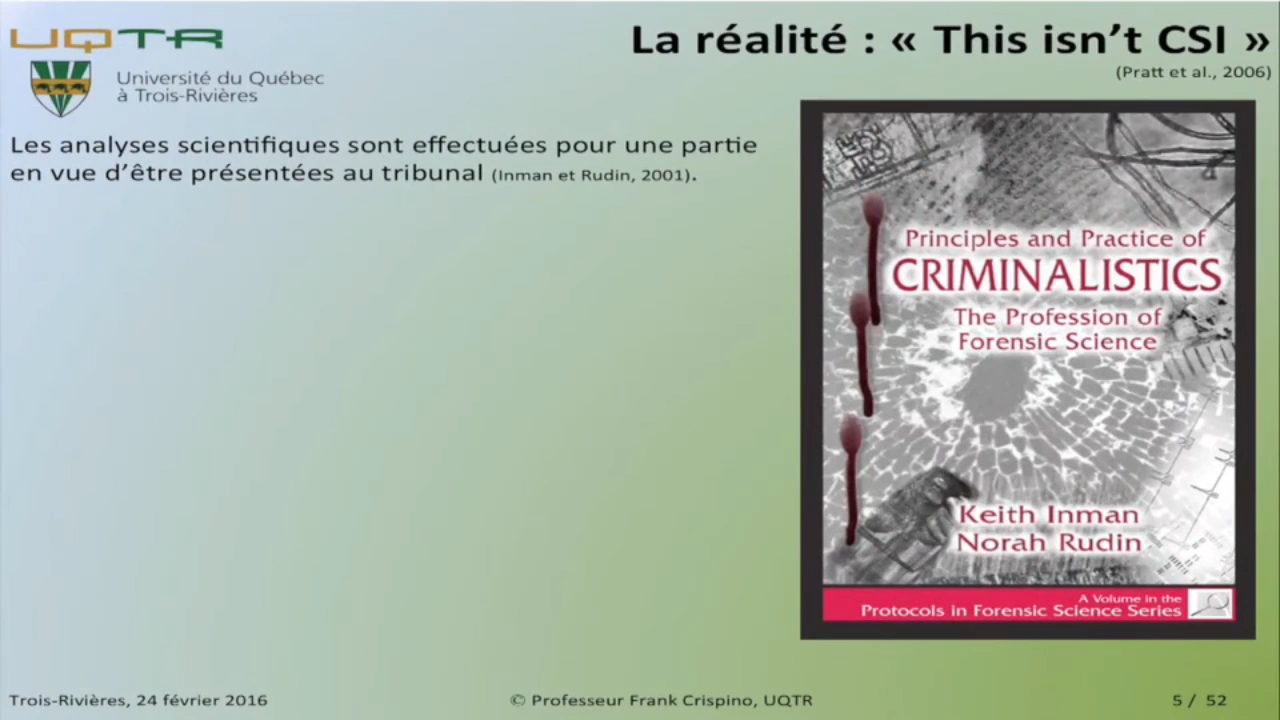 UQTR
Université du Québec
à Trois-Rivières
La réalité : « This isn’t CSI »
(Pratt et al., 2006)
Les analyses scientifiques sont effectuées pour une partie
en vue d’être présentées au tribunal (Inman et Rudin, 2001).
Principles and Practice of
CRIMINALISTICS
The Profession of
Forensic Science
Keith Inman
Norah Rudin
A Volume in the
Protocols in Forensic Science Series
Trois-Rivières, 24 février 2016
© Professeur Frank Crispino, UQTR
5 / 52